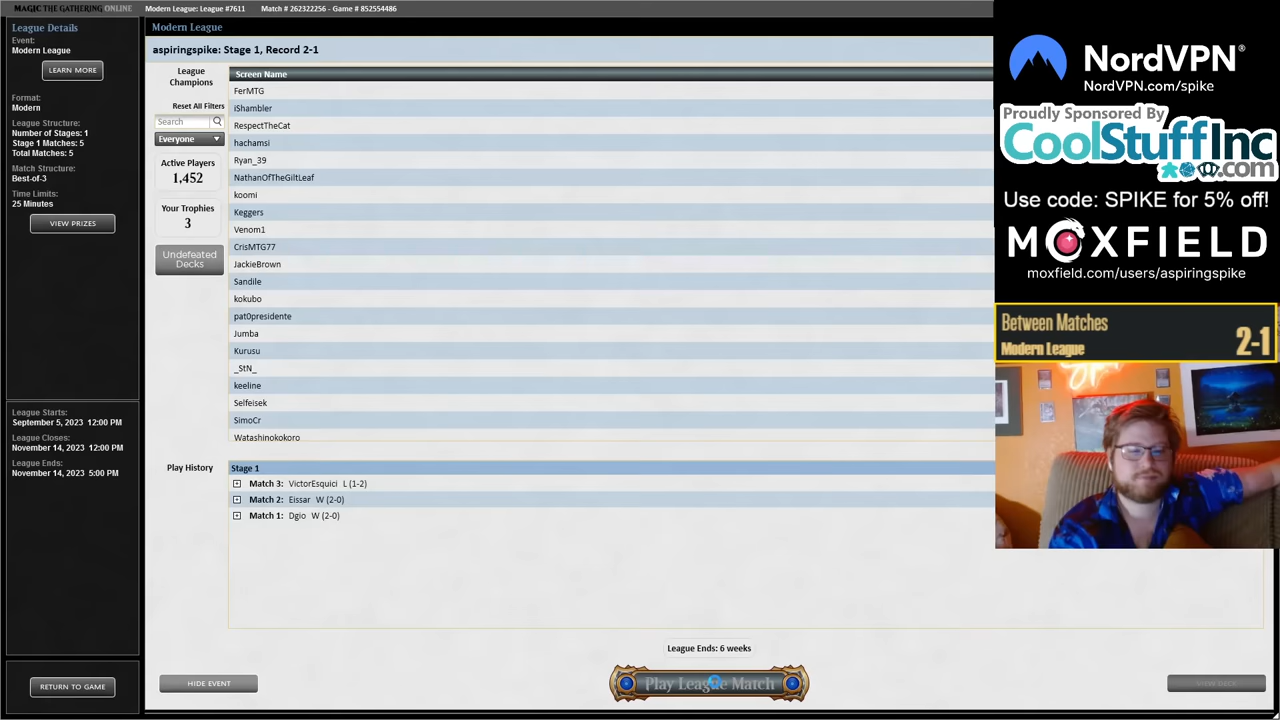 MAGIC THE GATHERING ONLINE
Modern League: League #7611
Match # 262322256 - Game # 852554486
League Details
Event:
Modern League
LEARN MORE
Format:
Modern
League Structure:
Number of Stages: 1
Stage 1 Matches: 5
Total Matches: 5
Match Structure:
Best-of-3
Time Limits:
25 Minutes
VIEW PRIZES
League Starts:
September 5, 2023 12:00 PM
League Closes:
November 14, 2023 12:00 PM
League Ends:
November 14, 2023 5:00 PM
RETURN TO GAME
Modern League
aspiringspike: Stage 1, Record 2-1
League
Champions
Reset All Filters
Search
Everyone
Active Players
1,452
Your Trophies
3
Undefeated
Decks
Screen Name
FerMTG
iShambler
RespectTheCat
hachamsi
Ryan_39
NathanOfTheGiltLeaf
koomi
Keggers
Venom1
CrisMTG77
JackieBrown
Sandile
kokubo
pat0presidente
Jumba
Kurusu
_StN_
keeline
Selfeisek
SimoCr
Watashinokokoro
Play History
Stage 1
Match 3: VictorEsquici L (1-2)
Match 2: Eissar W (2-0)
Match 1: Dgio W (2-0)
League Ends: 6 weeks
HIDE EVENT
Play League Match
VIEW DECK
NordVPN®
NordVPN.com/spike
Proudly Sponsored By
CoolStuffInc
.com
Use code: SPIKE for 5% off!
MOXFIELD
moxfield.com/users/aspiringspike
Between Matches
Modern League
2-1